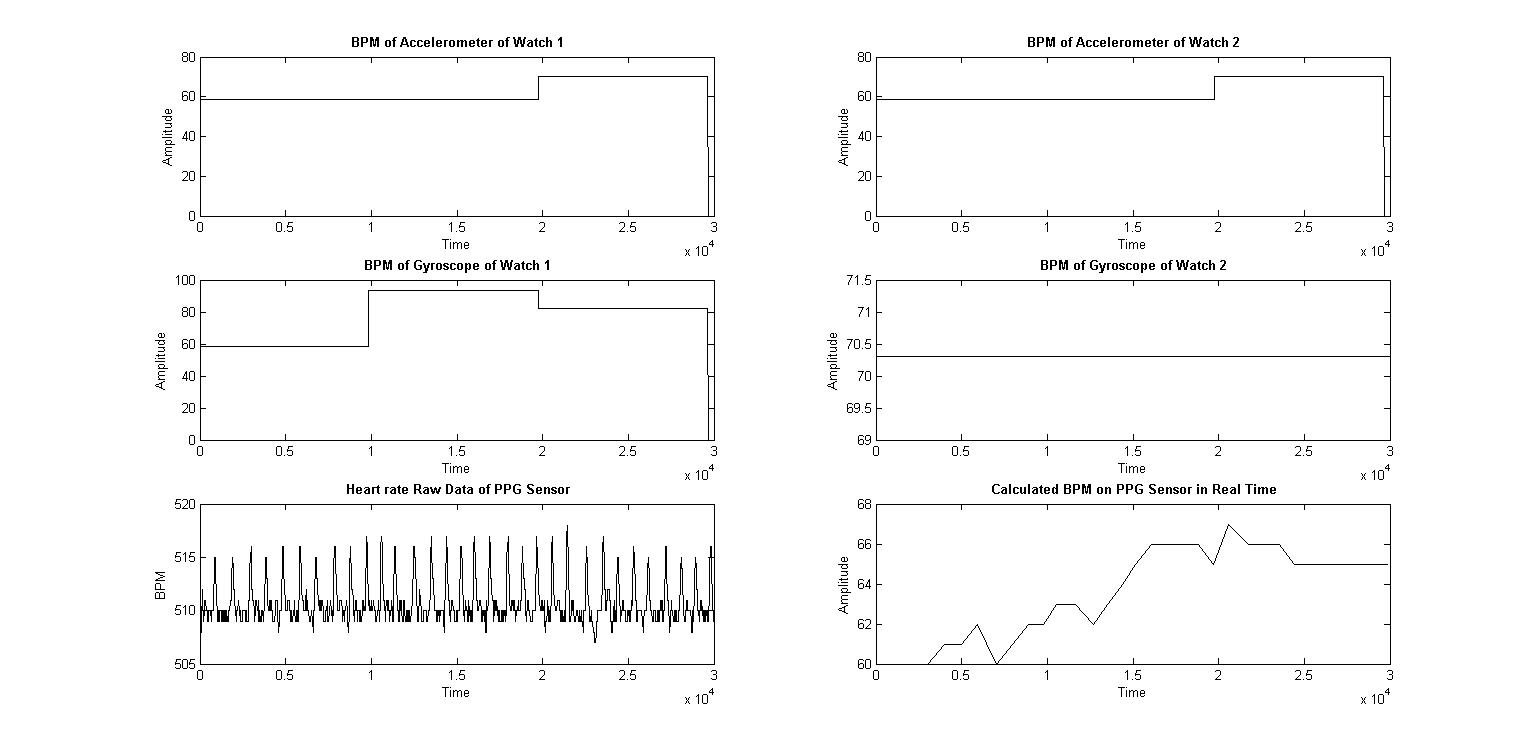 BPM of Accelerometer of Watch 1
80
60
40
20
0
Amplitude
0 0.5 1 1.5 2 2.5 3
Time
x 10^4
BPM of Accelerometer of Watch 2
80
60
40
20
0
Amplitude
0 0.5 1 1.5 2 2.5 3
Time
x 10^4
BPM of Gyroscope of Watch 1
100
80
60
40
20
0
Amplitude
0 0.5 1 1.5 2 2.5 3
Time
x 10^4
BPM of Gyroscope of Watch 2
71.5
71
70.5
70
69.5
69
Amplitude
0 0.5 1 1.5 2 2.5 3
Time
x 10^4
Heart rate Raw Data of PPG Sensor
520
515
510
505
BPM
0 0.5 1 1.5 2 2.5 3
Time
x 10^4
Calculated BPM on PPG Sensor in Real Time
68
66
64
62
60
Amplitude
0 0.5 1 1.5 2 2.5 3
Time
x 10^4